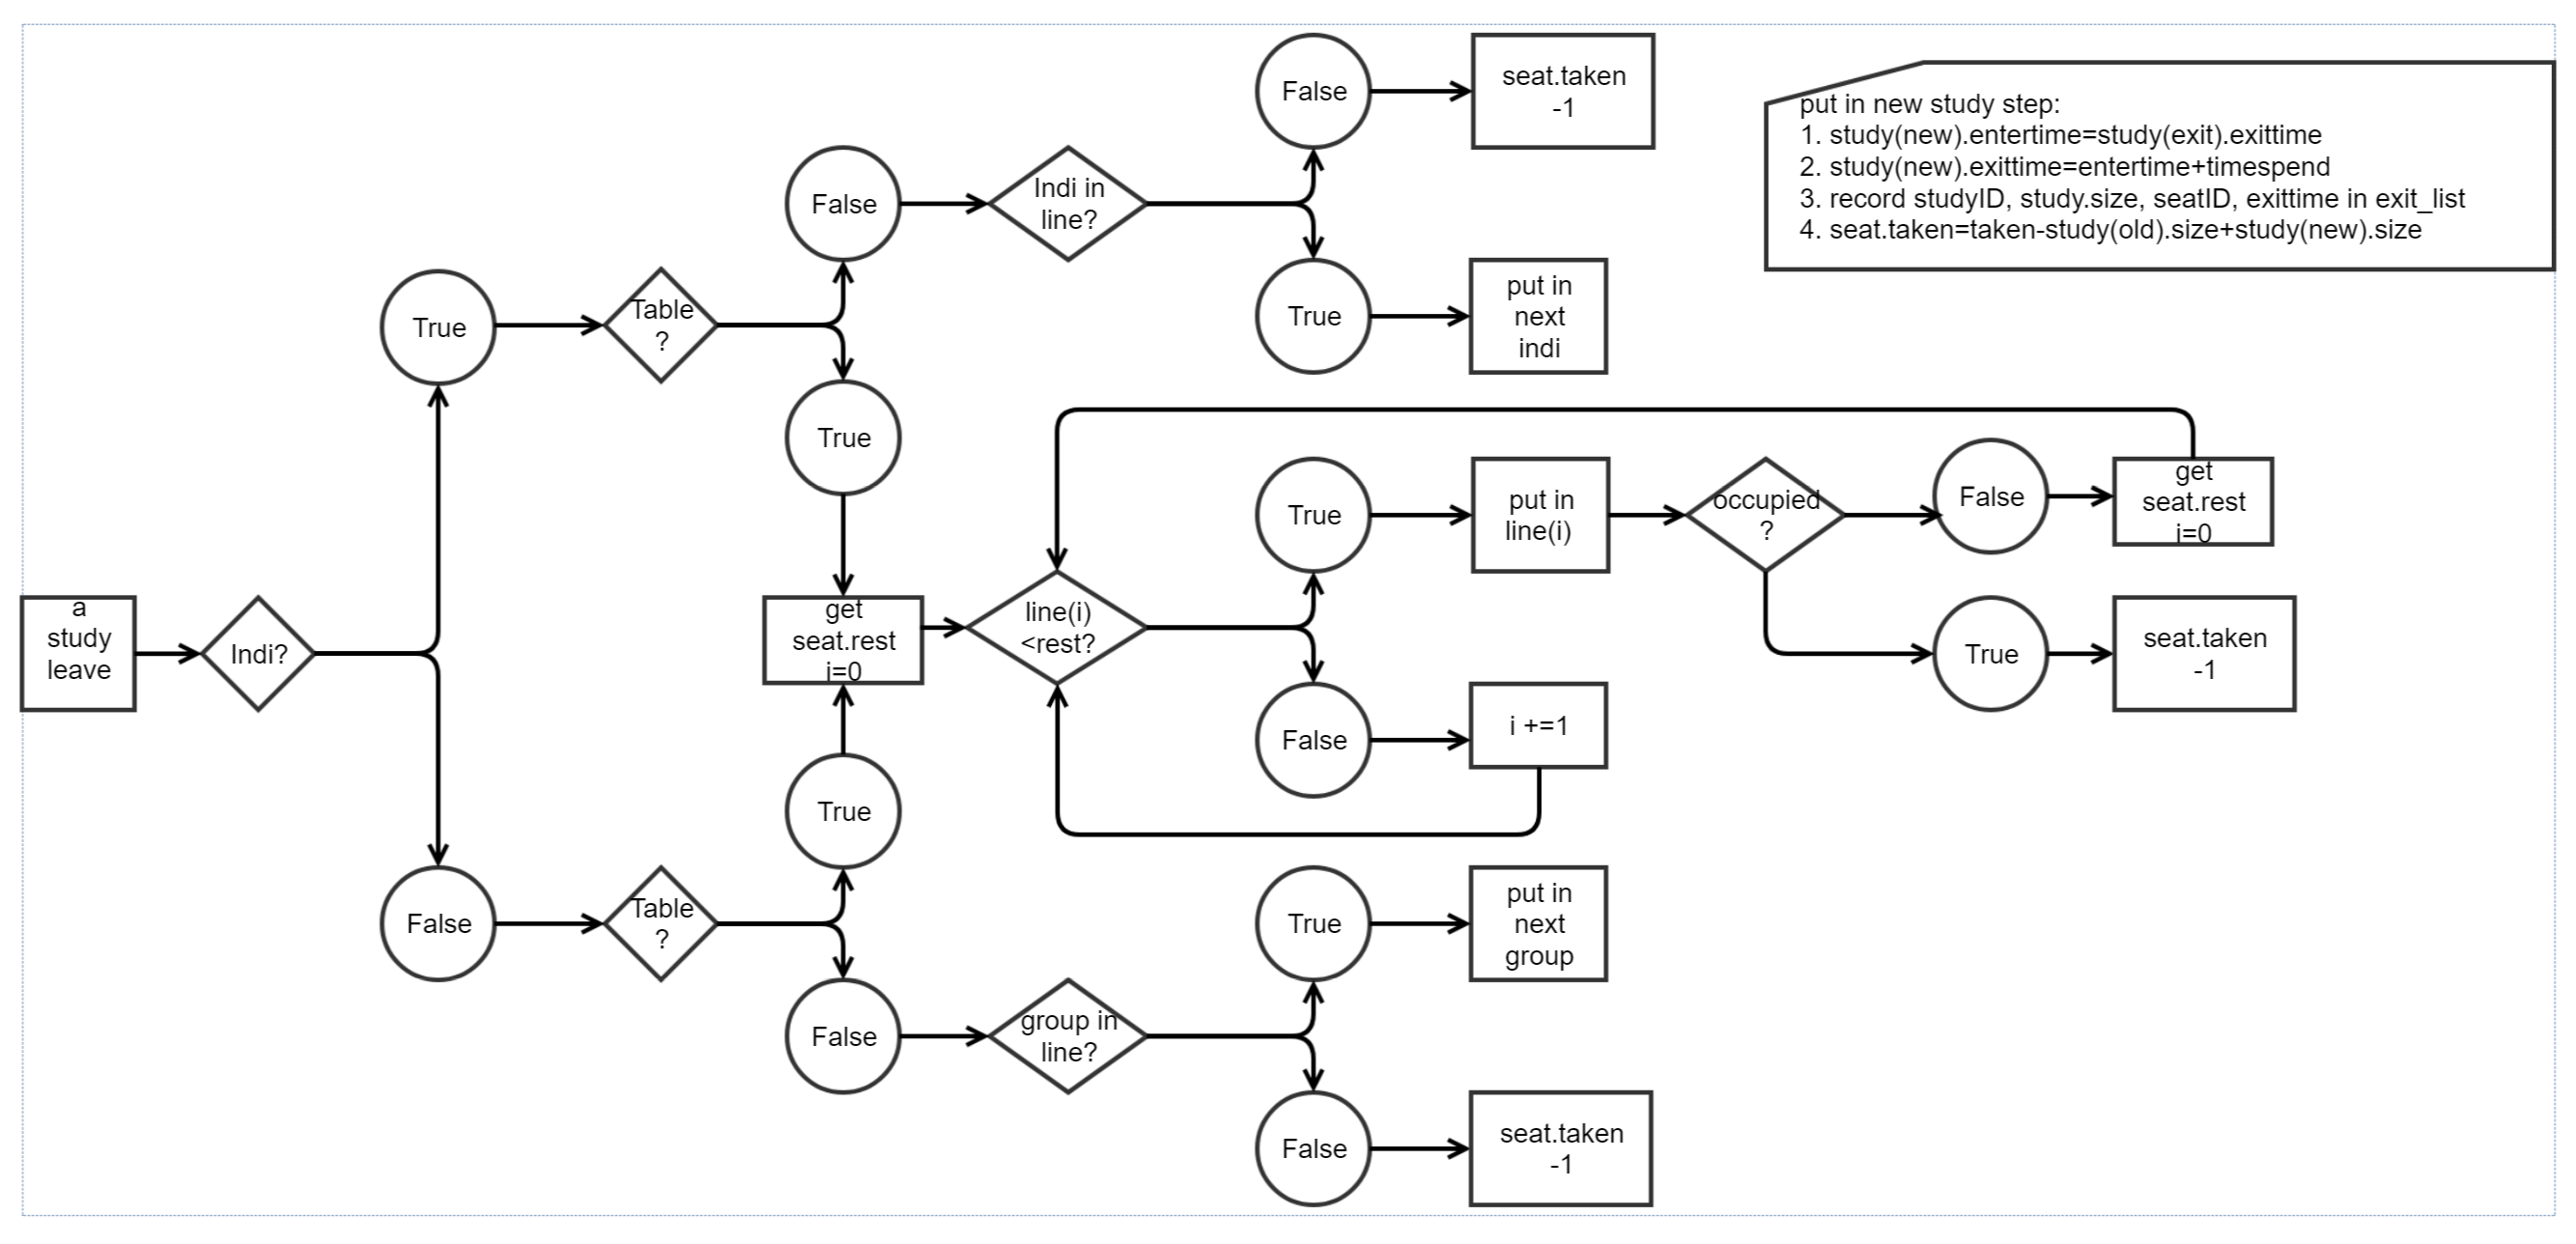 False
seat.taken
-1
put in new study step:
1. study(new).entertime=study(exit).exittime
2. study(new).exittime=entertime+timespend
3. record studyID, study.size, seatID, exittime in exit_list
4. seat.taken=taken-study(old).size+study(new).size
False
Indi in
line?
True
Table
?
True
put in
next
indi
True
True
put in
line(i)
occupied
?
False
get
seat.rest
i=0
a
study
leave
Indi?
get
seat.rest
i=0
line(i)
<rest?
True
seat.taken
-1
False
i +=1
True
False
Table
?
True
put in
next
group
False
group in
line?
False
seat.taken
-1